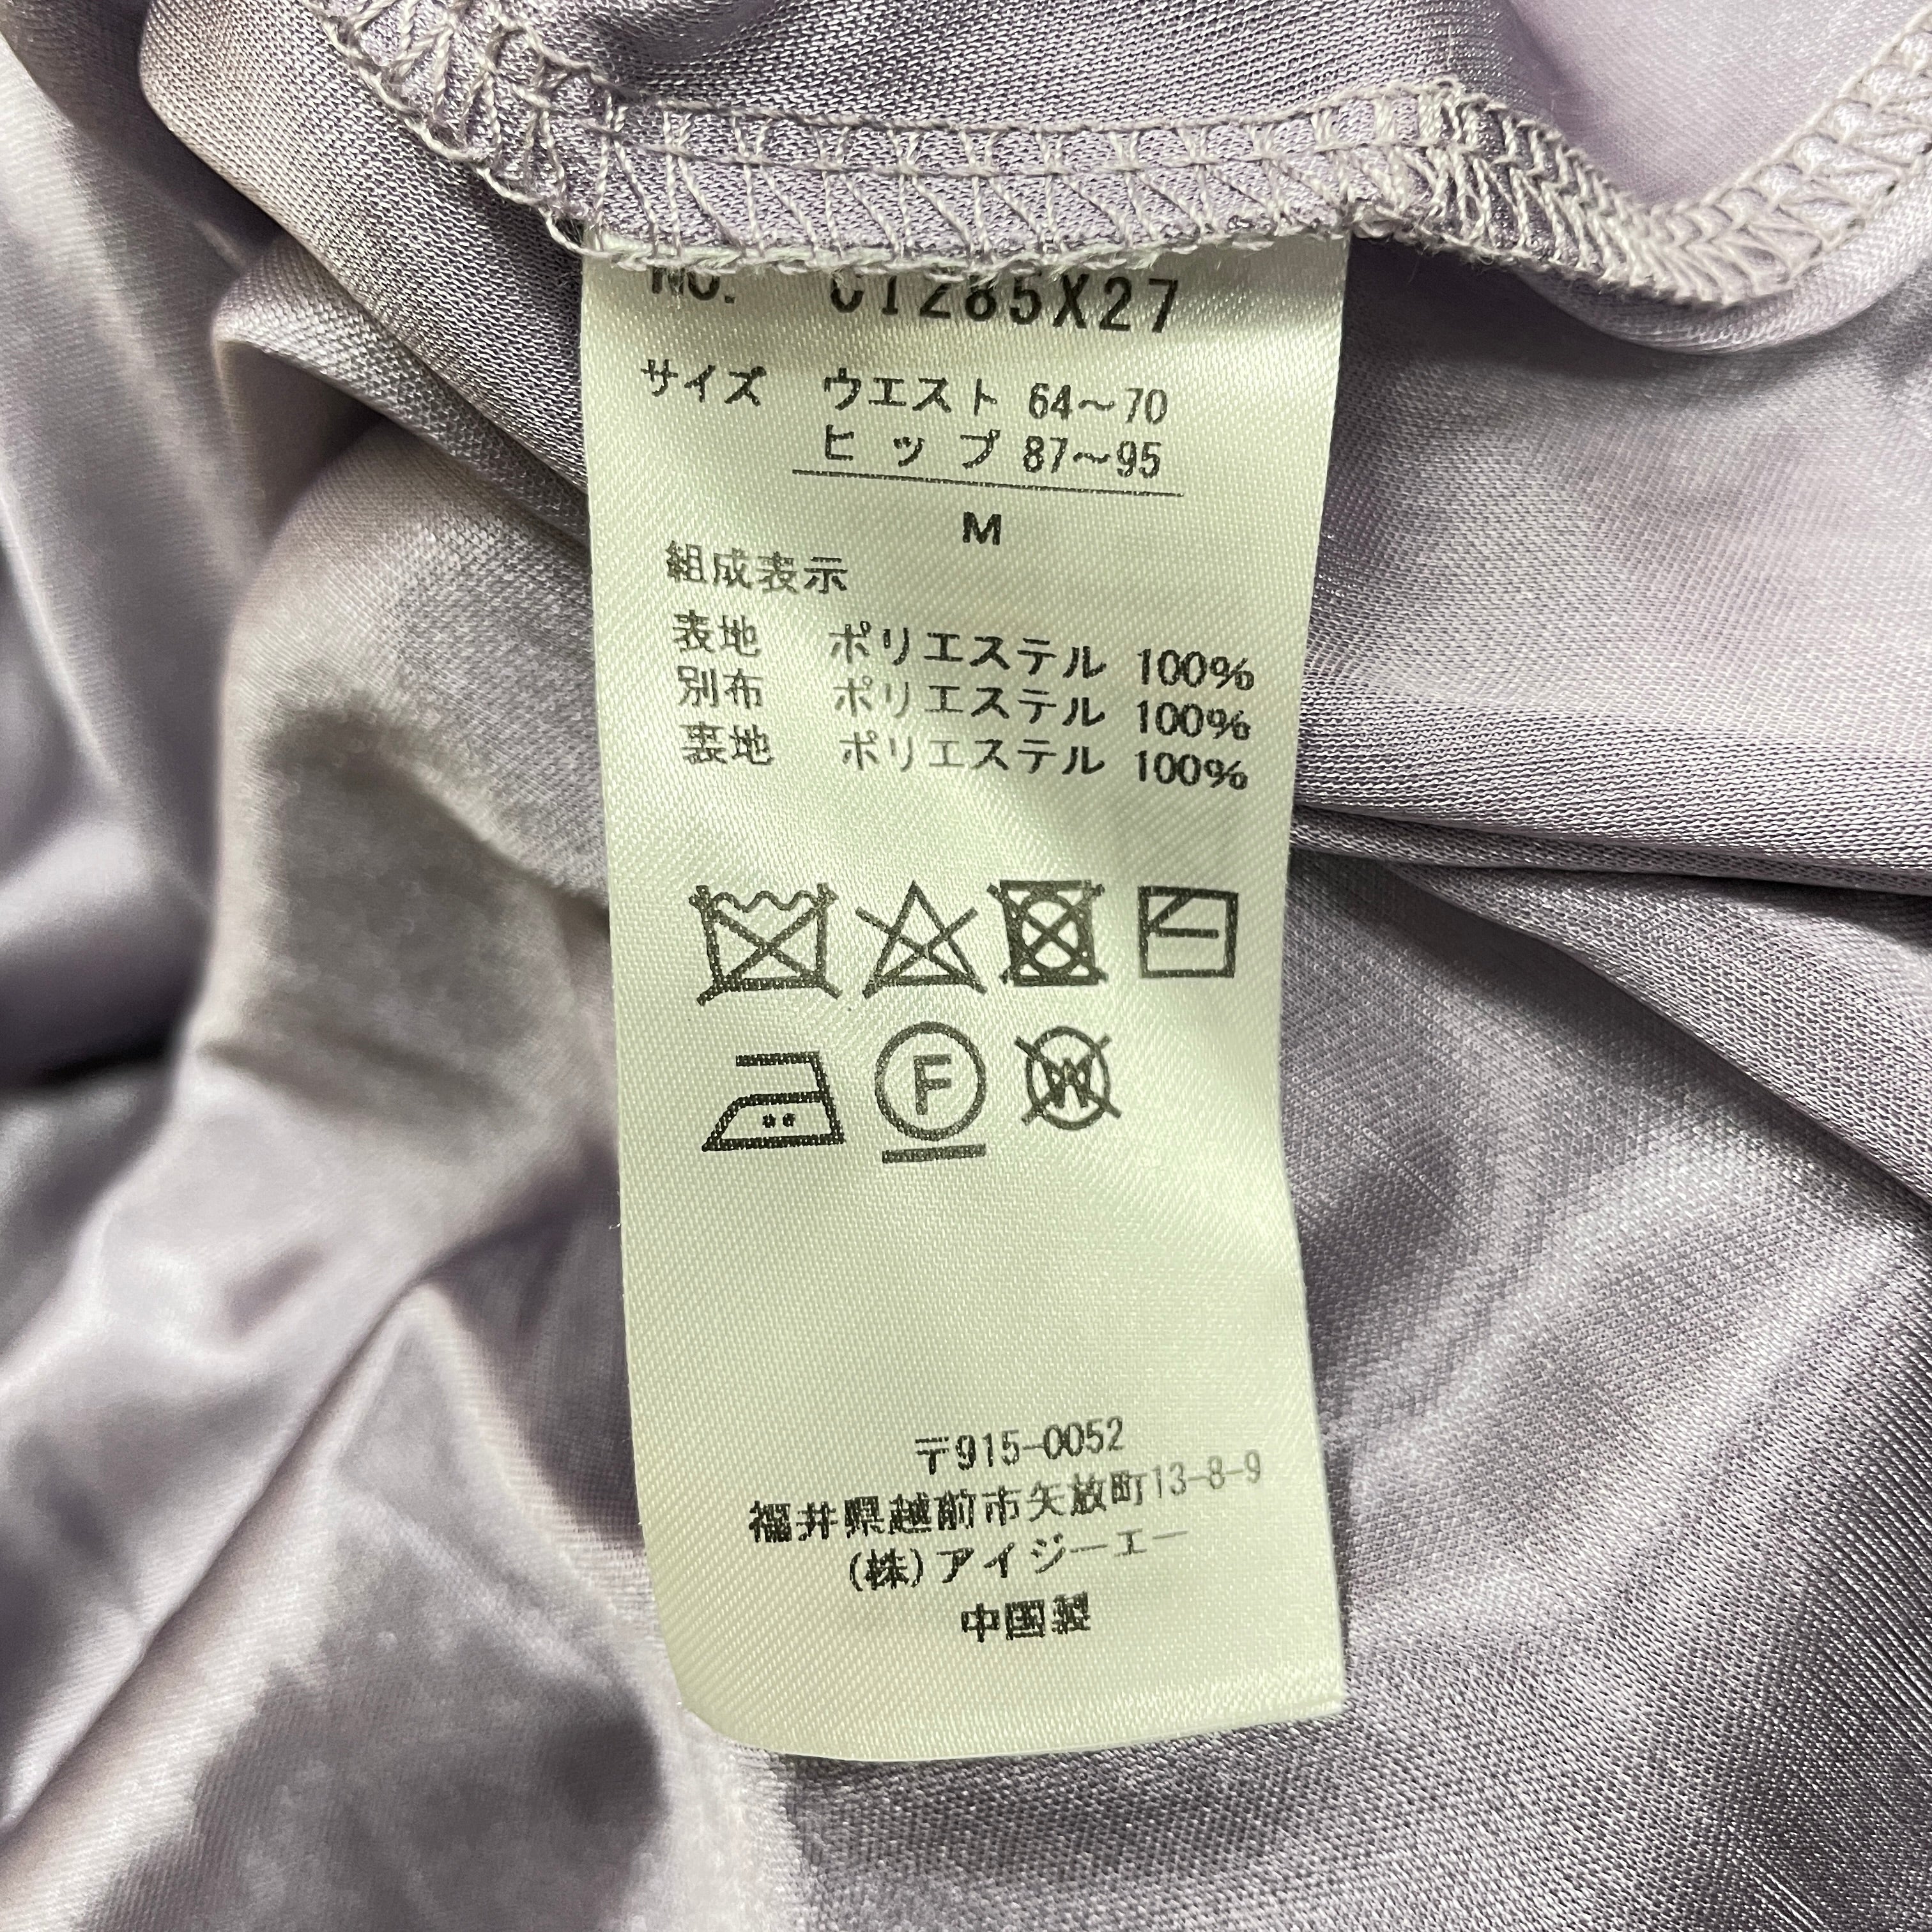 No. C1285X27
サイズ ウエスト 64〜70
ヒップ 87〜95
M
組成表示
表地 ポリエステル 100%
別布 ポリエステル 100%
裏地 ポリエステル 100%
F
W
〒915-0052
福井県越前市矢放町13-8-9
(株)アイジーエー
中国製